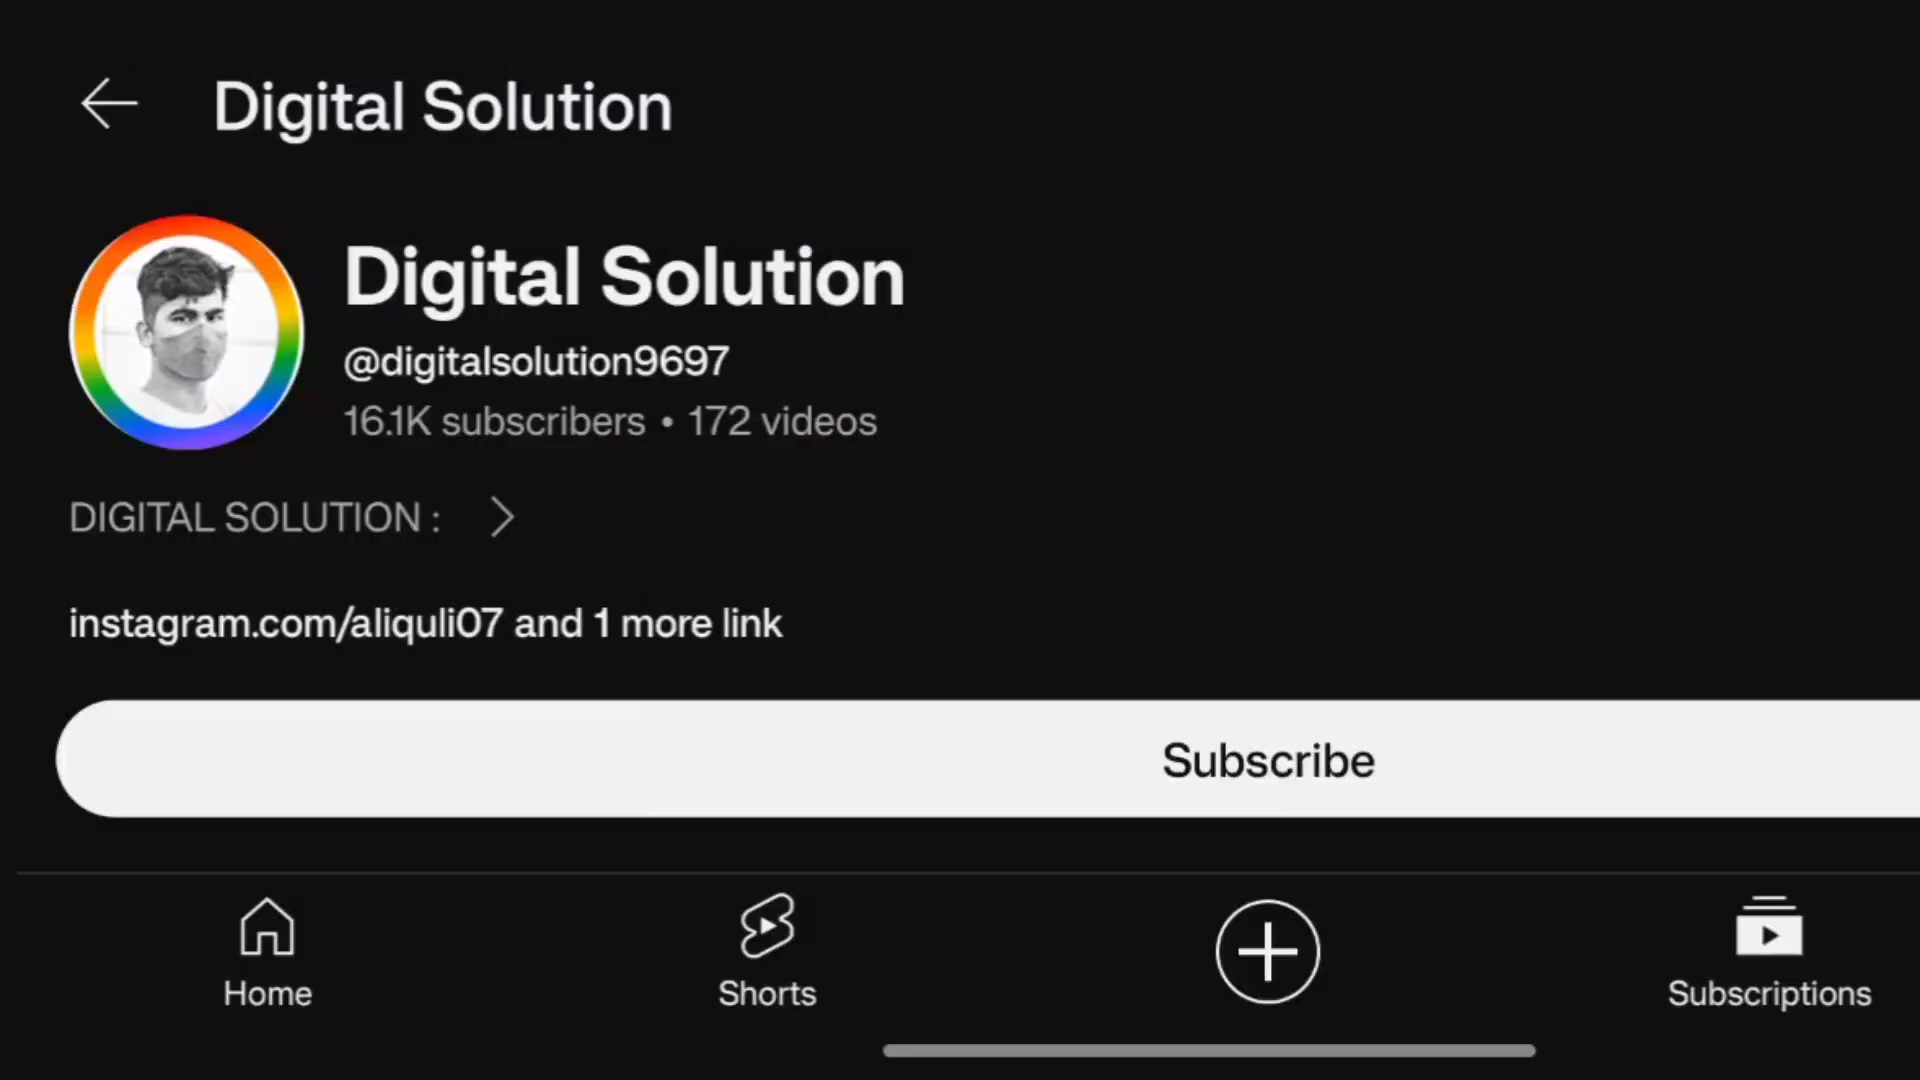 Digital Solution
Digital Solution
@digitalsolution9697
16.1K subscribers • 172 videos
DIGITAL SOLUTION :
instagram.com/aliquli07 and 1 more link
Subscribe
Home
Shorts
Subscriptions